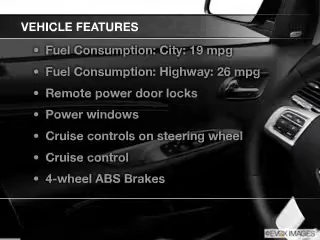 VEHICLE FEATURES
• Fuel Consumption: City: 19 mpg
• Fuel Consumption: Highway: 26 mpg
• Remote power door locks
• Power windows
• Cruise controls on steering wheel
• Cruise control
• 4-wheel ABS Brakes
©EVOX IMAGES